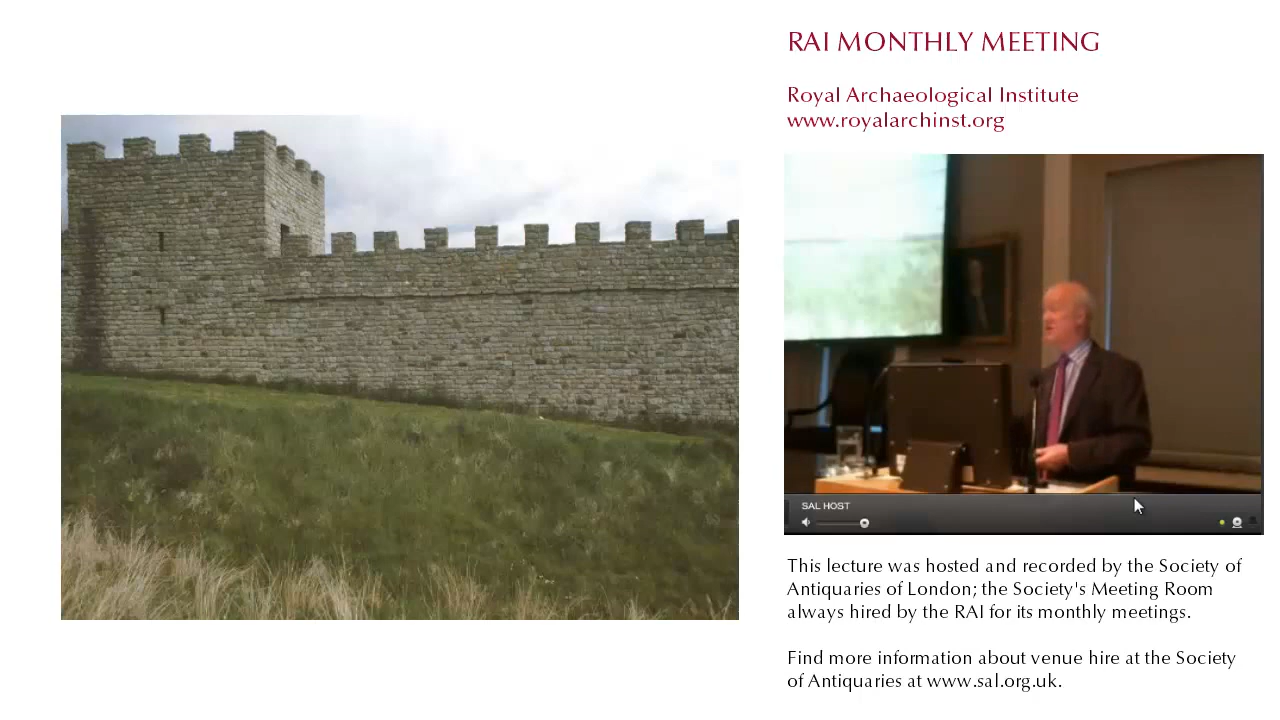 RAI MONTHLY MEETING
Royal Archaeological Institute
www.royalarchinst.org
SAL HOST
This lecture was hosted and recorded by the Society of
Antiquaries of London; the Society's Meeting Room
always hired by the RAI for its monthly meetings.
Find more information about venue hire at the Society
of Antiquaries at www.sal.org.uk.